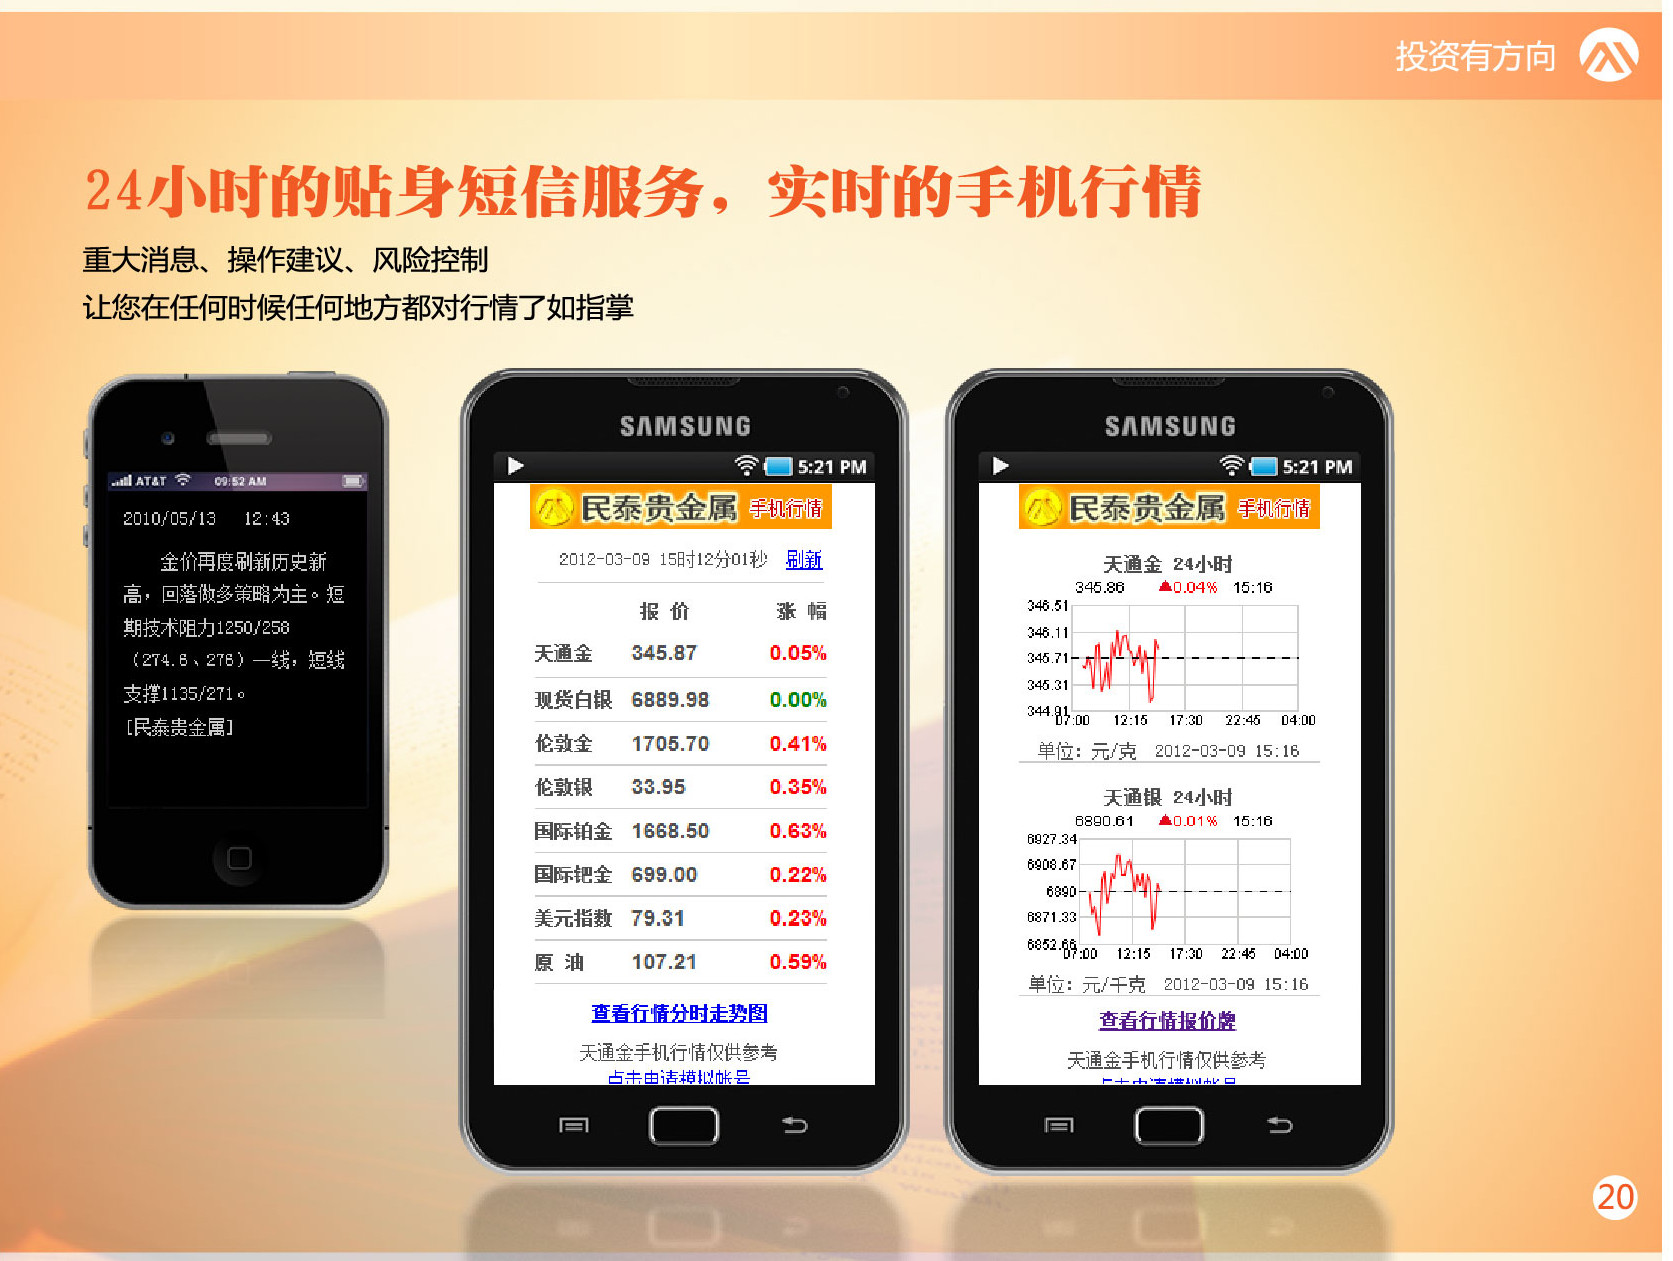 投资有方向
24小时的贴身短信服务，实时的手机行情
重大消息、操作建议、风险控制
让您在任何时候任何地方都对行情了如指掌
AT&T 09:52 AM
2010/05/13 12:43
金价再度刷新历史新
高，回落做多策略为主。短
期技术阻力1250/258
（274.6、276）一线，短线
支撑1135/271。
[民泰贵金属]
SAMSUNG
5:21 PM
民泰贵金属 手机行情
2012-03-09 15时12分01秒 刷新
报 价 涨 幅
天通金 345.87 0.05%
现货白银 6889.98 0.00%
伦敦金 1705.70 0.41%
伦敦银 33.95 0.35%
国际铂金 1668.50 0.63%
国际钯金 699.00 0.22%
美元指数 79.31 0.23%
原 油 107.21 0.59%
查看行情分时走势图
天通金手机行情仅供参考
点击申请模拟帐号
SAMSUNG
5:21 PM
民泰贵金属 手机行情
天通金 24小时
345.86 ▲0.04% 15:16
346.51
346.11
345.71
345.31
344.91
07:00 12:15 17:30 22:45 04:00
单位：元/克 2012-03-09 15:16
天通银 24小时
6890.61 ▲0.01% 15:16
6927.34
6908.67
6890
6871.33
6852.66
07:00 12:15 17:30 22:45 04:00
单位：元/千克 2012-03-09 15:16
查看行情报价牌
天通金手机行情仅供参考
20